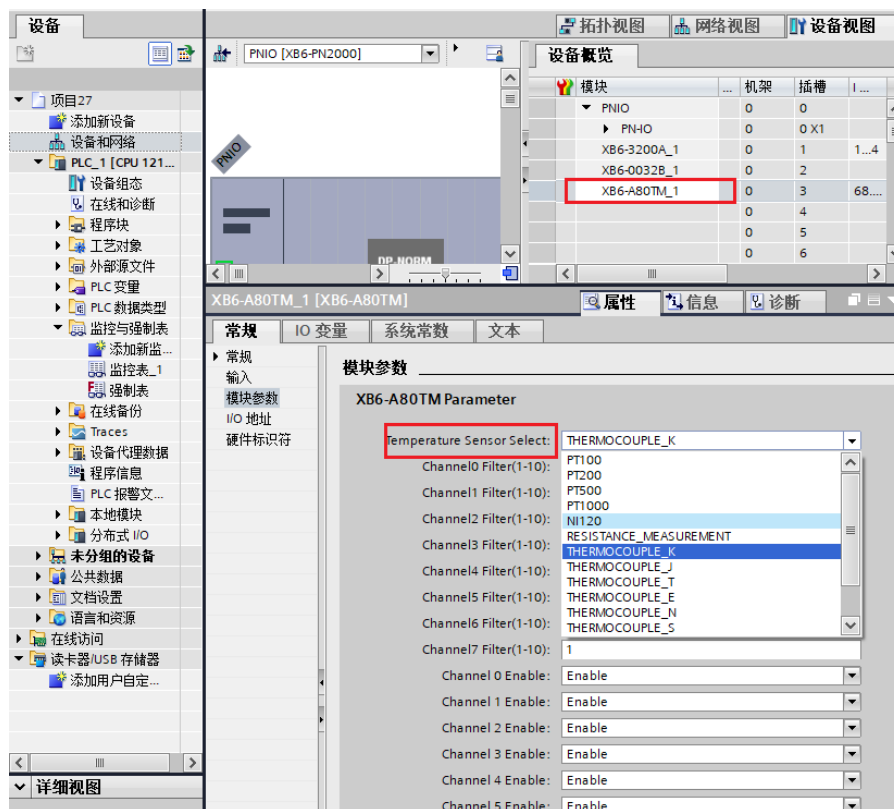 设备
拓扑视图
网络视图
设备视图
PNIO [XB6-PN2000]
设备概览
模块 ... 机架 插槽 I ...
PNIO 0 0
PN-IO 0 0 X1
XB6-3200A_1 0 1 1...4
XB6-0032B_1 0 2
XB6-A80TM_1 0 3 68....
0 4
0 5
0 6
PNIO
DP-NORM
项目27
添加新设备
设备和网络
PLC_1 [CPU 121...
设备组态
在线和诊断
程序块
工艺对象
外部源文件
PLC 变量
PLC 数据类型
监控与强制表
添加新监...
监控表_1
强制表
在线备份
Traces
设备代理数据
程序信息
PLC 报警文...
本地模块
分布式 I/O
未分组的设备
公共数据
文档设置
语言和资源
在线访问
读卡器/USB 存储器
添加用户自定...
详细视图
XB6-A80TM_1 [XB6-A80TM]
属性
信息
诊断
常规
IO 变量
系统常数
文本
常规
输入
模块参数
I/O 地址
硬件标识符
模块参数
XB6-A80TM Parameter
Temperature Sensor Select: THERMOCOUPLE_K
PT100
PT200
PT500
PT1000
NI120
RESISTANCE_MEASUREMENT
THERMOCOUPLE_K
THERMOCOUPLE_J
THERMOCOUPLE_T
THERMOCOUPLE_E
THERMOCOUPLE_N
THERMOCOUPLE_S
Channel0 Filter(1-10):
Channel1 Filter(1-10):
Channel2 Filter(1-10):
Channel3 Filter(1-10):
Channel4 Filter(1-10):
Channel5 Filter(1-10):
Channel6 Filter(1-10):
Channel7 Filter(1-10): 1
Channel 0 Enable: Enable
Channel 1 Enable: Enable
Channel 2 Enable: Enable
Channel 3 Enable: Enable
Channel 4 Enable: Enable
Channel 5 Enable: Enable